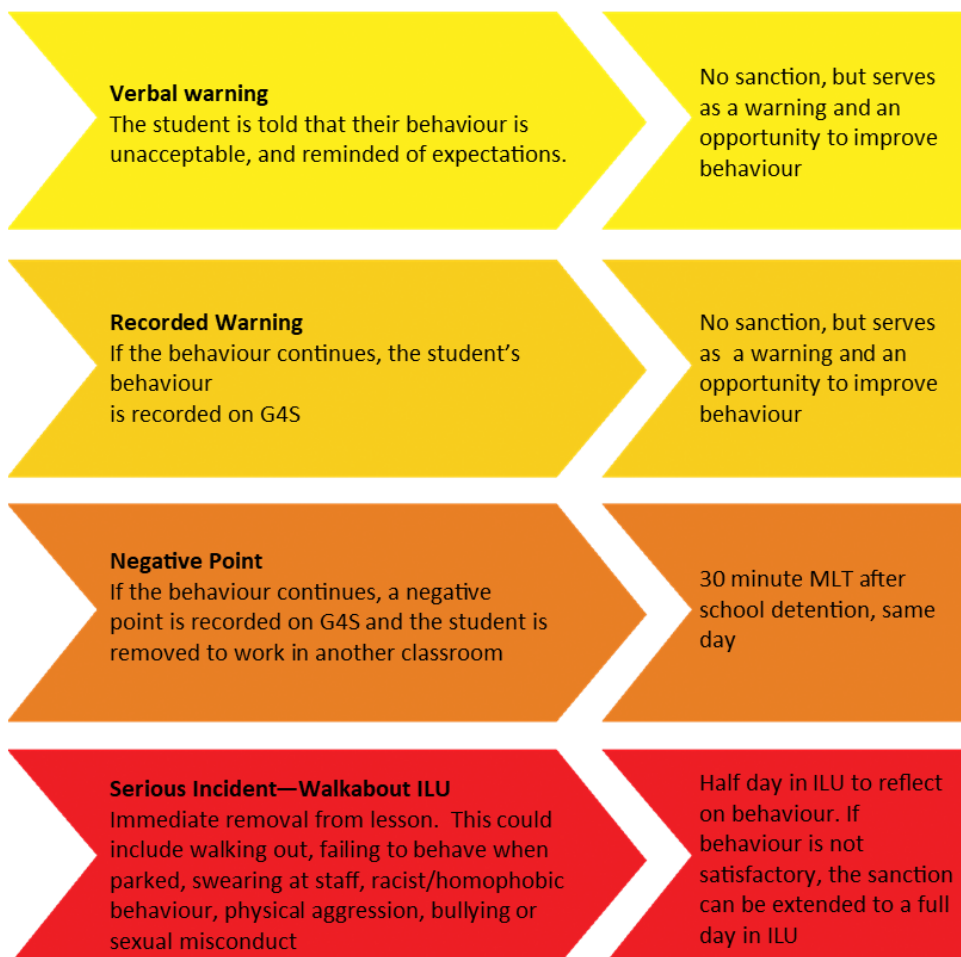 Verbal warning
The student is told that their behaviour is
unacceptable, and reminded of expectations.
No sanction, but serves
as a warning and an
opportunity to improve
behaviour
Recorded Warning
If the behaviour continues, the student’s
behaviour
is recorded on G4S
No sanction, but serves
as  a warning and an
opportunity to improve
behaviour
Negative Point
If the behaviour continues, a negative
point is recorded on G4S and the student is
removed to work in another classroom
30 minute MLT after
school detention, same
day
Serious Incident—Walkabout ILU
Immediate removal from lesson.  This could
include walking out, failing to behave when
parked, swearing at staff, racist/homophobic
behaviour, physical aggression, bullying or
sexual misconduct
Half day in ILU to reflect
on behaviour. If
behaviour is not
satisfactory, the sanction
can be extended to a full
day in ILU